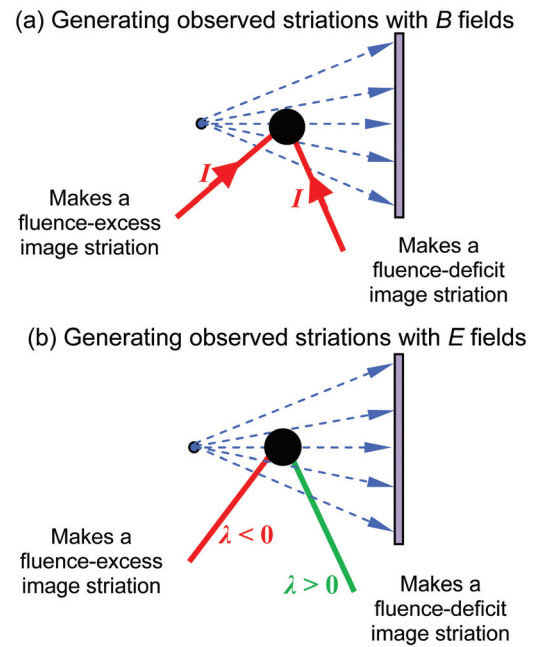 (a) Generating observed striations with B fields
I
I
Makes a
fluence-excess
image striation
Makes a
fluence-deficit
image striation
(b) Generating observed striations with E fields
λ < 0
Makes a
fluence-excess
image striation
λ > 0
Makes a
fluence-deficit
image striation